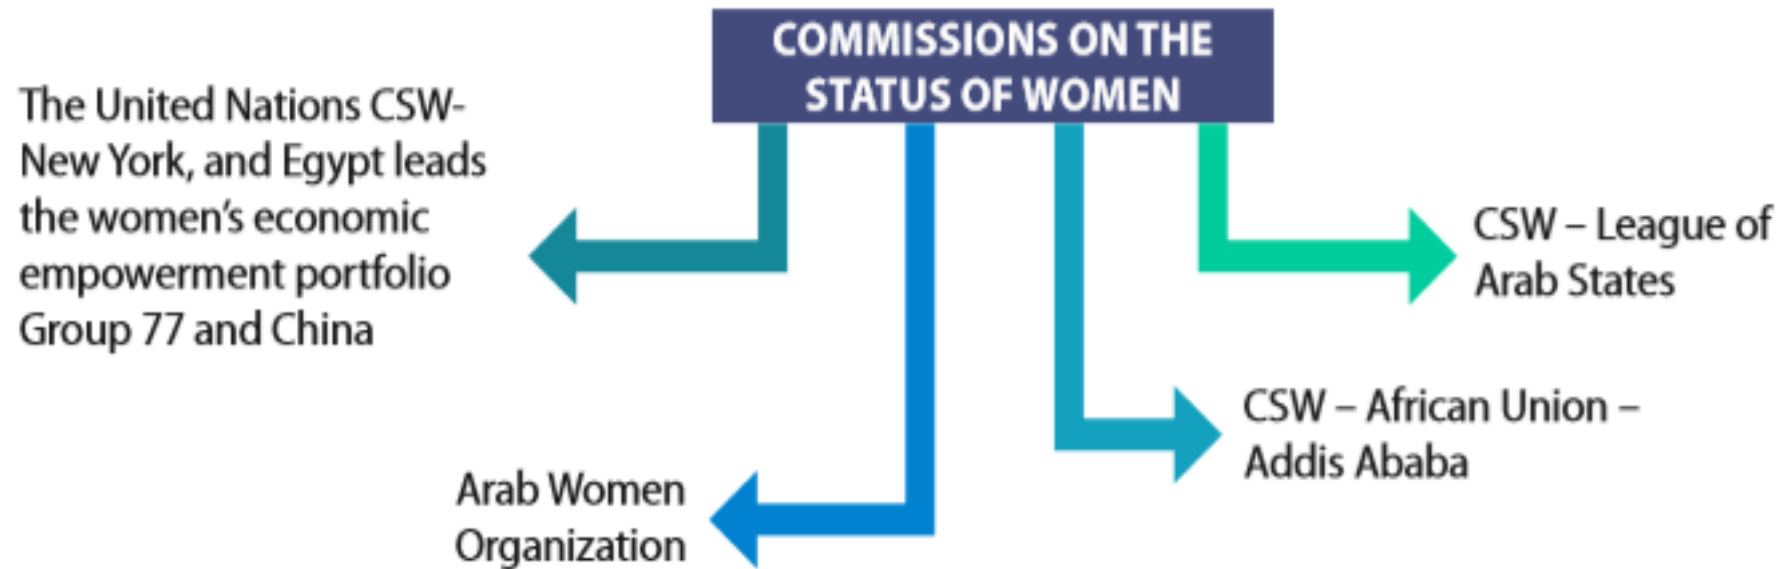 COMMISSIONS ON THE
STATUS OF WOMEN
The United Nations CSW-
New York, and Egypt leads
the women's economic
empowerment portfolio
Group 77 and China
CSW – League of
Arab States
CSW – African Union –
Addis Ababa
Arab Women
Organization